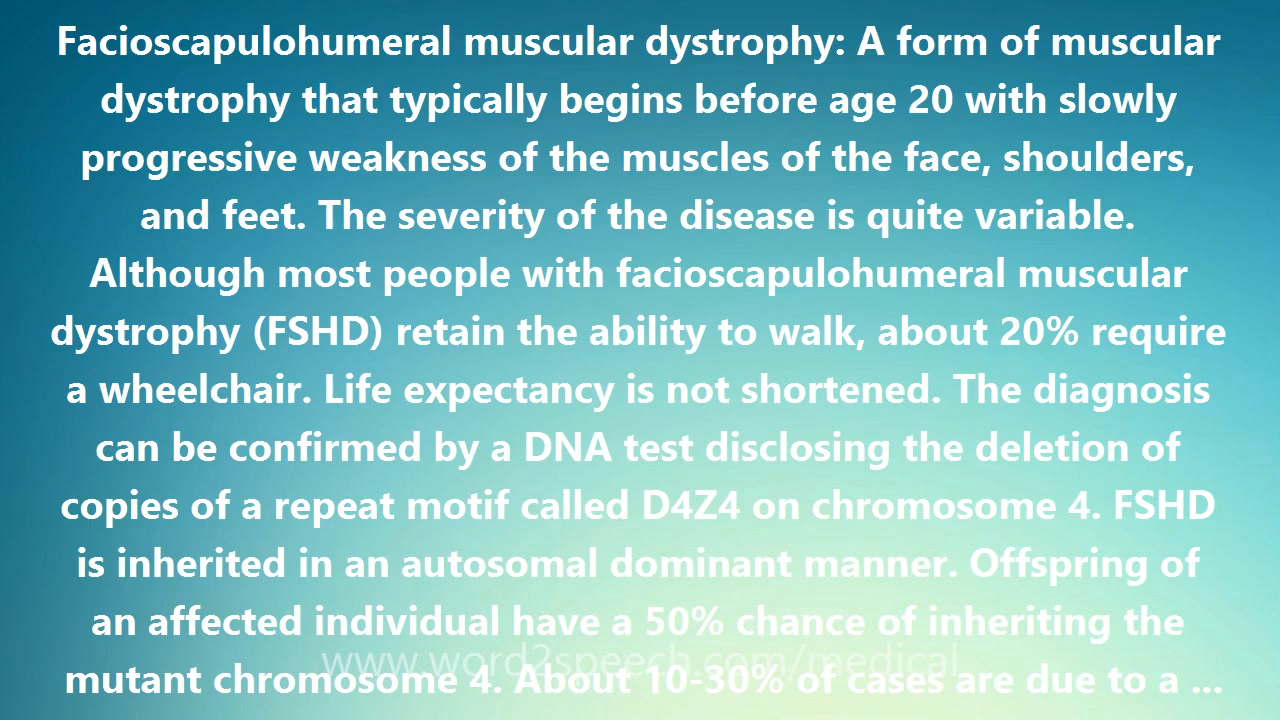 Facioscapulohumeral muscular dystrophy: A form of muscular
dystrophy that typically begins before age 20 with slowly
progressive weakness of the muscles of the face, shoulders,
and feet. The severity of the disease is quite variable.
Although most people with facioscapulohumeral muscular
dystrophy (FSHD) retain the ability to walk, about 20% require
a wheelchair. Life expectancy is not shortened. The diagnosis
can be confirmed by a DNA test disclosing the deletion of
copies of a repeat motif called D4Z4 on chromosome 4. FSHD
is inherited in an autosomal dominant manner. Offspring of
an affected individual have a 50% chance of inheriting the
www.word2speech.com/medical
mutant chromosome 4. About 10-30% of cases are due to a ...